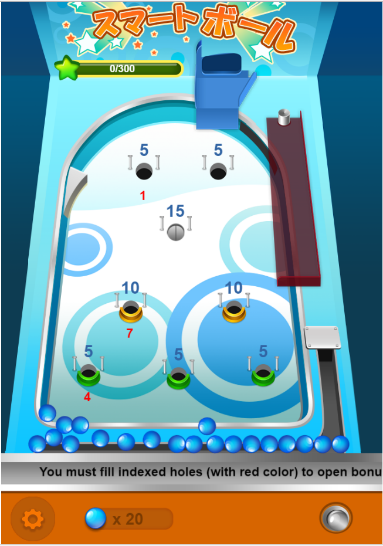 スマートボール
0/300
5 5
1
15
10 10
7
5 5 5
4
You must fill indexed holes (with red color) to open bonu
x 20